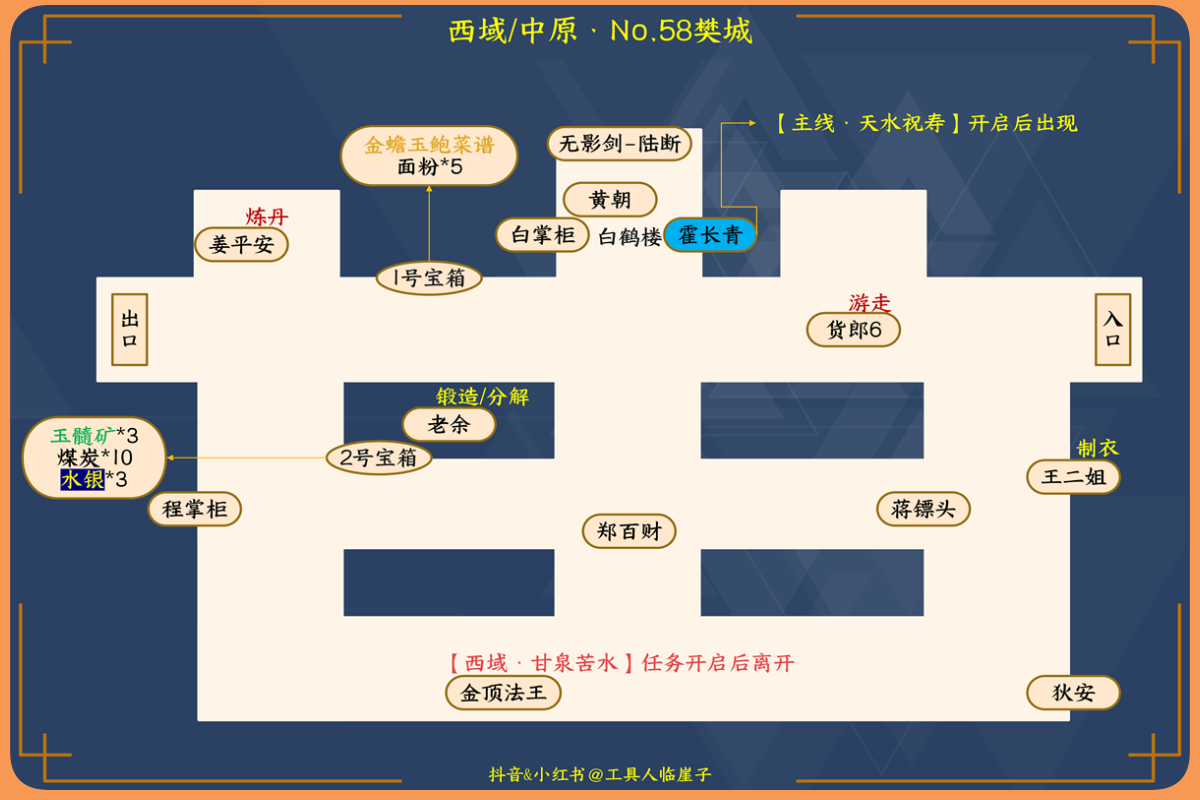 西域/中原·No.58樊城
【主线·天水祝寿】开启后出现
金蟾玉鲍菜谱
面粉*5
无影剑-陆断
黄朝
白掌柜
白鹤楼
霍长青
炼丹
姜平安
1号宝箱
出口
游走
货郎6
入口
锻造/分解
老余
2号宝箱
玉髓矿*3
煤炭*10
水银*3
程掌柜
制衣
王二姐
蒋镖头
郑百财
【西域·甘泉苦水】任务开启后离开
金顶法王
狄安
抖音&小红书@工具人临崖子